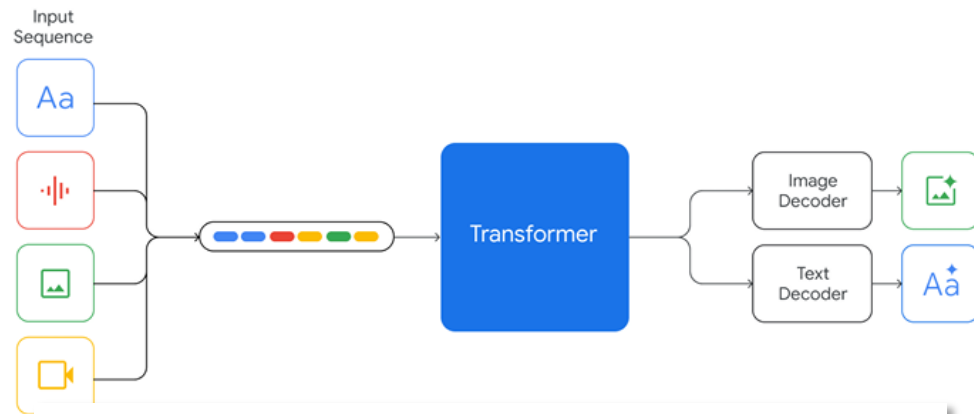 Input
Sequence
Aa
Transformer
Image
Decoder
Text
Decoder
Aa